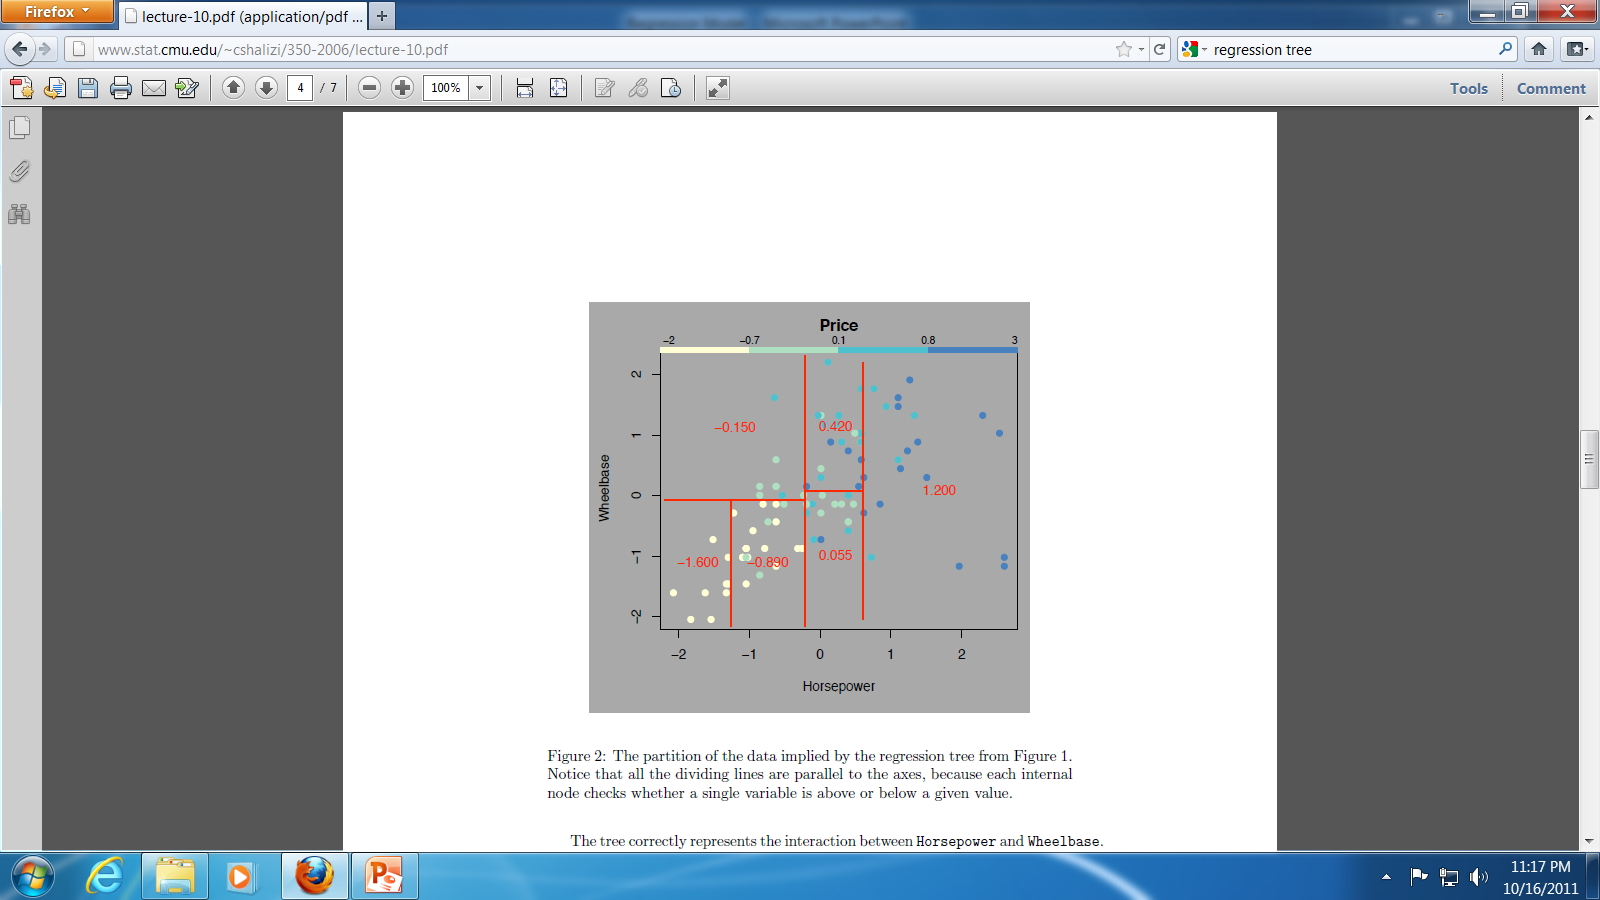 Firefox
lecture-10.pdf (application/pdf ...
www.stat.cmu.edu/~cshalizi/350-2006/lecture-10.pdf
regression tree
4 / 7
100%
Tools
Comment
Price
−2 −0.7 0.1 0.8 3
2
1
0
−1
−2
Wheelbase
−0.150
0.420
1.200
−1.600
−0.890
0.055
−2 −1 0 1 2
Horsepower
Figure 2: The partition of the data implied by the regression tree from Figure 1.
Notice that all the dividing lines are parallel to the axes, because each internal
node checks whether a single variable is above or below a given value.
The tree correctly represents the interaction between Horsepower and Wheelbase.
11:17 PM
10/16/2011